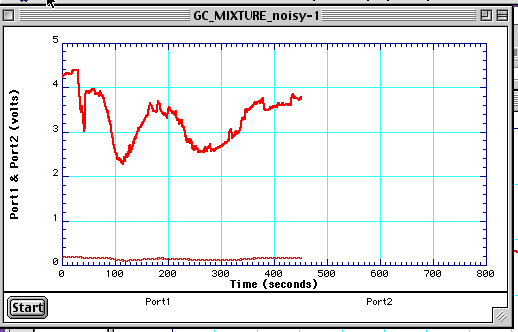 GC_MIXTURE_noisy-1
5
4
3
2
1
0
Port1 & Port2 (volts)
0 100 200 300 400 500 600 700 800
Time (seconds)
Start
Port1 Port2